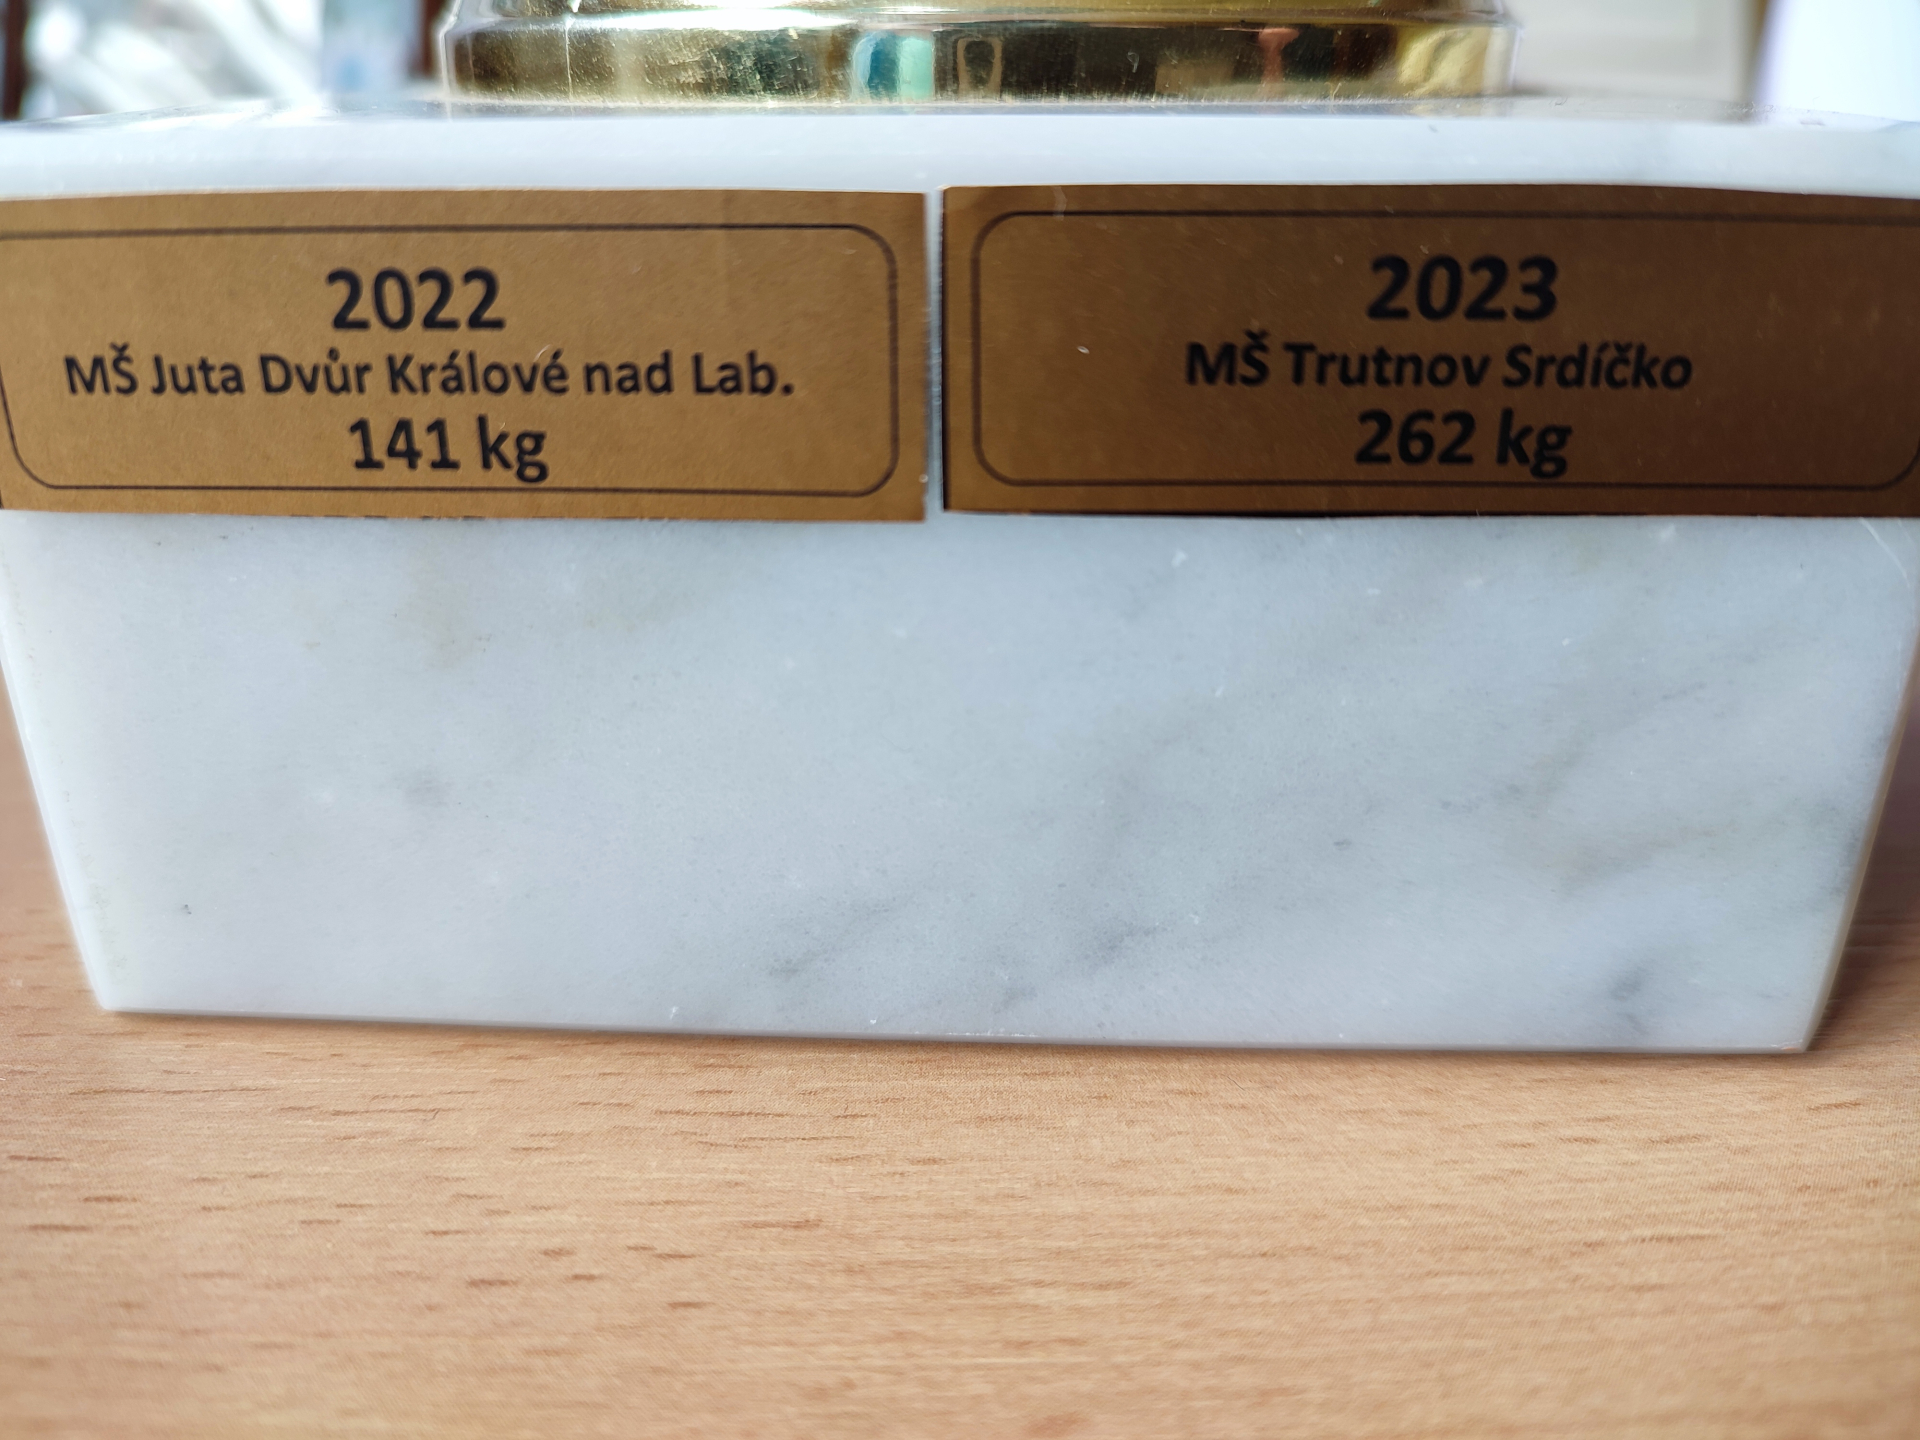 2022
MŠ Juta Dvůr Králové nad Lab.
141 kg
2023
MŠ Trutnov Srdíčko
262 kg